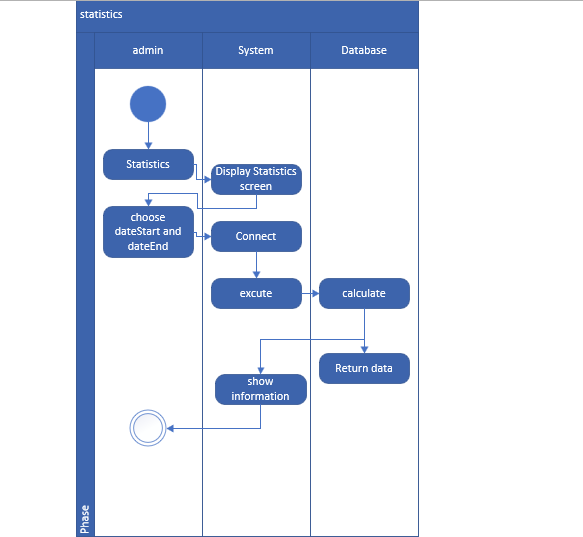 statistics
admin
System
Database
Statistics
Display Statistics
screen
choose
dateStart and
dateEnd
Connect
excute
calculate
Return data
show
information
Phase